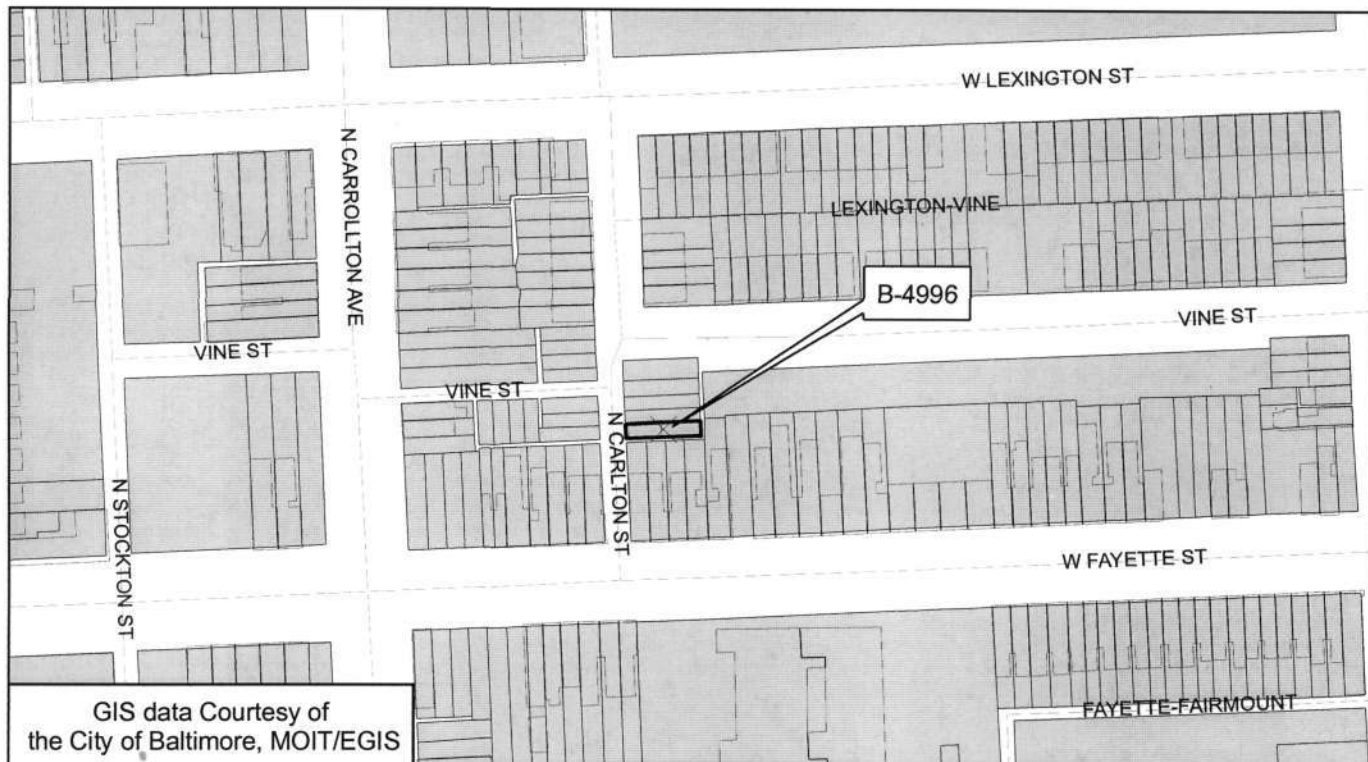 W LEXINGTON ST
N CARROLLTON AVE
LEXINGTON-VINE
B-4996
VINE ST
VINE ST
VINE ST
N CARLTON ST
N STOCKTON ST
W FAYETTE ST
FAYETTE-FAIRMOUNT
GIS data Courtesy of
the City of Baltimore, MOIT/EGIS